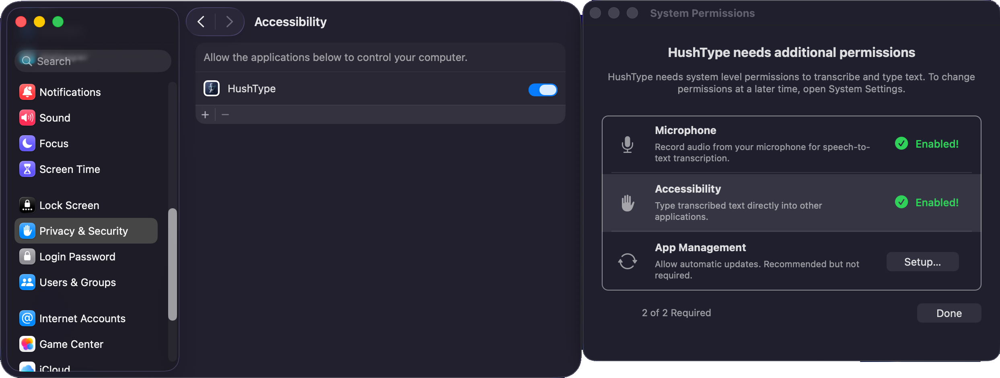 Search
Notifications
Sound
Focus
Screen Time
Lock Screen
Privacy & Security
Login Password
Users & Groups
Internet Accounts
Game Center
iCloud
Accessibility
Allow the applications below to control your computer.
HushType
System Permissions
HushType needs additional permissions
HushType needs system level permissions to transcribe and type text. To change
permissions at a later time, open System Settings.
Microphone
Record audio from your microphone for speech-to-
text transcription.
Enabled!
Accessibility
Type transcribed text directly into other
applications.
Enabled!
App Management
Allow automatic updates. Recommended but not
required.
Setup...
2 of 2 Required
Done